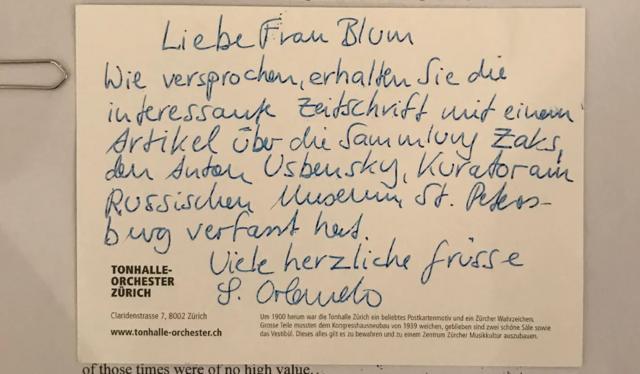 Liebe Frau Blum
Wie versprochen, erhalten Sie die
interessante Zeitschrift mit einem
Artikel über die Sammlung Zaks,
den Anton Usbensky, Kurator am
Russischen Museum St. Peters-
burg verfasst hat.
Viele herzliche Grüsse
S. Orlando
TONHALLE-
ORCHESTER
ZÜRICH
Claridenstrasse 7, 8002 Zürich
www.tonhalle-orchester.ch
Um 1900 herum war die Tonhalle Zürich ein beliebtes Postkartenmotiv und ein Zürcher Wahrzeichen.
Grosse Teile mussten dem Kongresshausneubau von 1939 weichen, geblieben sind zwei schöne Säle sowie
das Vestibül. Dieses alles gilt es zu bewahren und zu einem Zentrum Zürcher Musikkultur auszubauen.
of those times were of no high value.